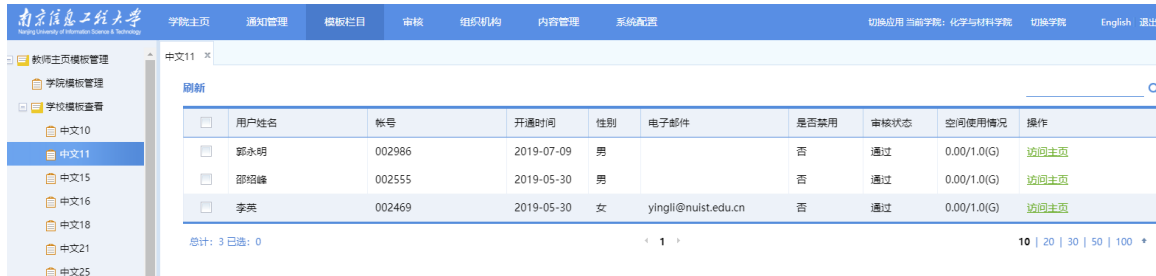 南京信息工程大学
Nanjing University of Information Science & Technology
学院主页 通知管理 模板栏目 审核 组织机构 内容管理 系统配置 切换应用 当前学院：化学与材料学院 切换学院 English 退出
教师主页模板管理
学院模板管理
学校模板查看
中文10
中文11
中文15
中文16
中文18
中文21
中文25
中文11 ×
刷新
用户姓名 帐号 开通时间 性别 电子邮件 是否禁用 审核状态 空间使用情况 操作
郭永明 002986 2019-07-09 男 否 通过 0.00/1.0(G) 访问主页
邵绍峰 002555 2019-05-30 男 否 通过 0.00/1.0(G) 访问主页
李英 002469 2019-05-30 女 yingli@nuist.edu.cn 否 通过 0.00/1.0(G) 访问主页
总计：3 已选：0 1 10 | 20 | 30 | 50 | 100